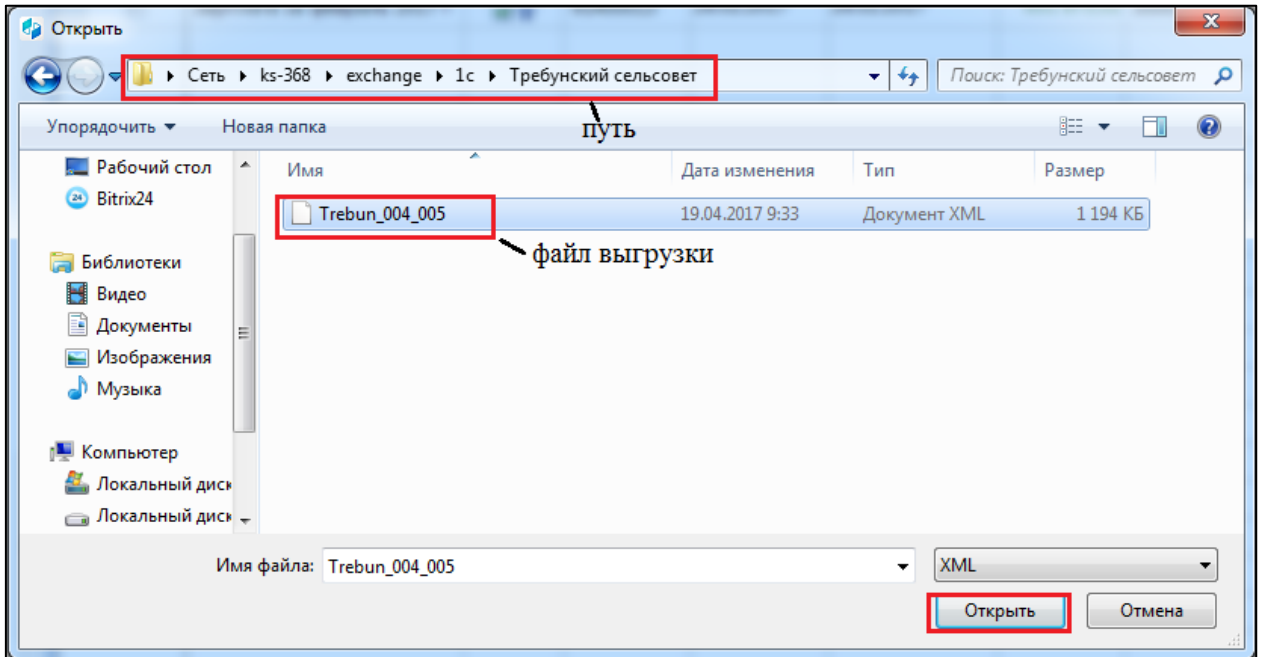 Открыть
Сеть ▸ ks-368 ▸ exchange ▸ 1c ▸ Требунский сельсовет
Поиск: Требунский сельсовет
Упорядочить Новая папка
путь
Рабочий стол
24 Bitrix24
Библиотеки
Видео
Документы
Изображения
Музыка
Компьютер
Локальный диск
Локальный диск
Имя Дата изменения Тип Размер
Trebun_004_005 19.04.2017 9:33 Документ XML 1 194 КБ
файл выгрузки
Имя файла: Trebun_004_005 XML
Открыть Отмена